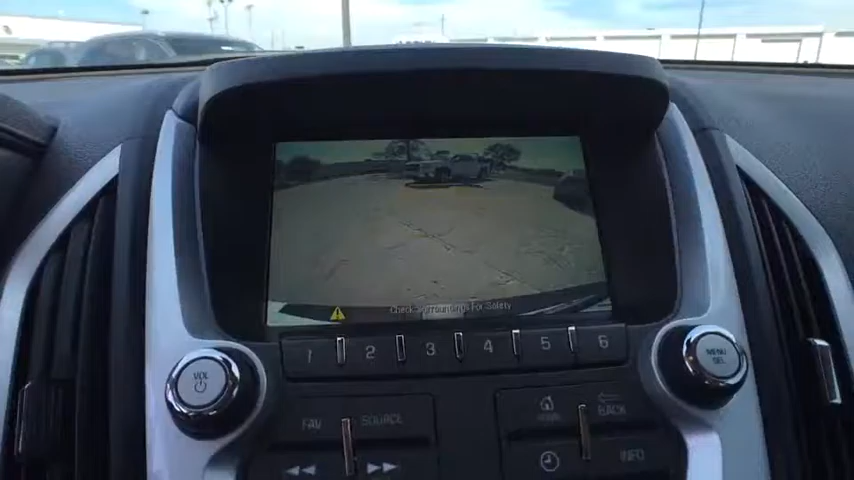 Check Surroundings For Safety
1 2 3 4 5 6
VOL
MENU
SEL
FAV
SOURCE
HOME
BACK
INFO